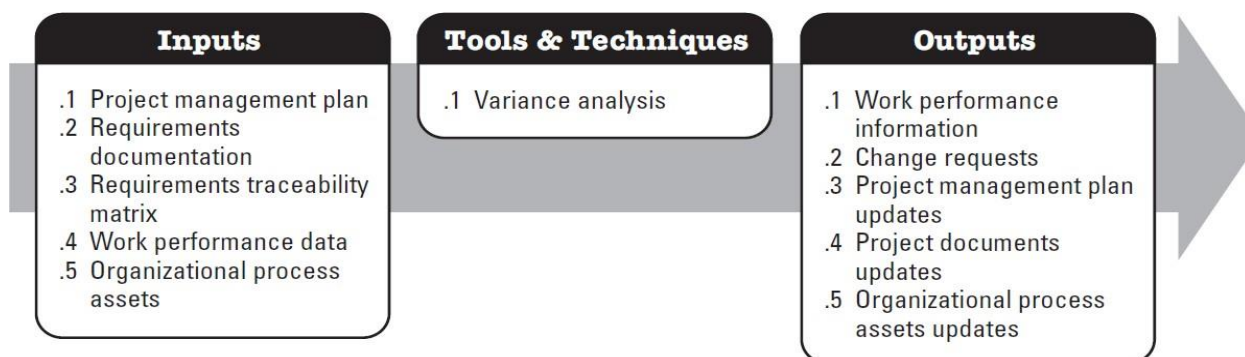 Inputs
.1 Project management plan
.2 Requirements
documentation
.3 Requirements traceability
matrix
.4 Work performance data
.5 Organizational process
assets
Tools & Techniques
.1 Variance analysis
Outputs
.1 Work performance
information
.2 Change requests
.3 Project management plan
updates
.4 Project documents
updates
.5 Organizational process
assets updates